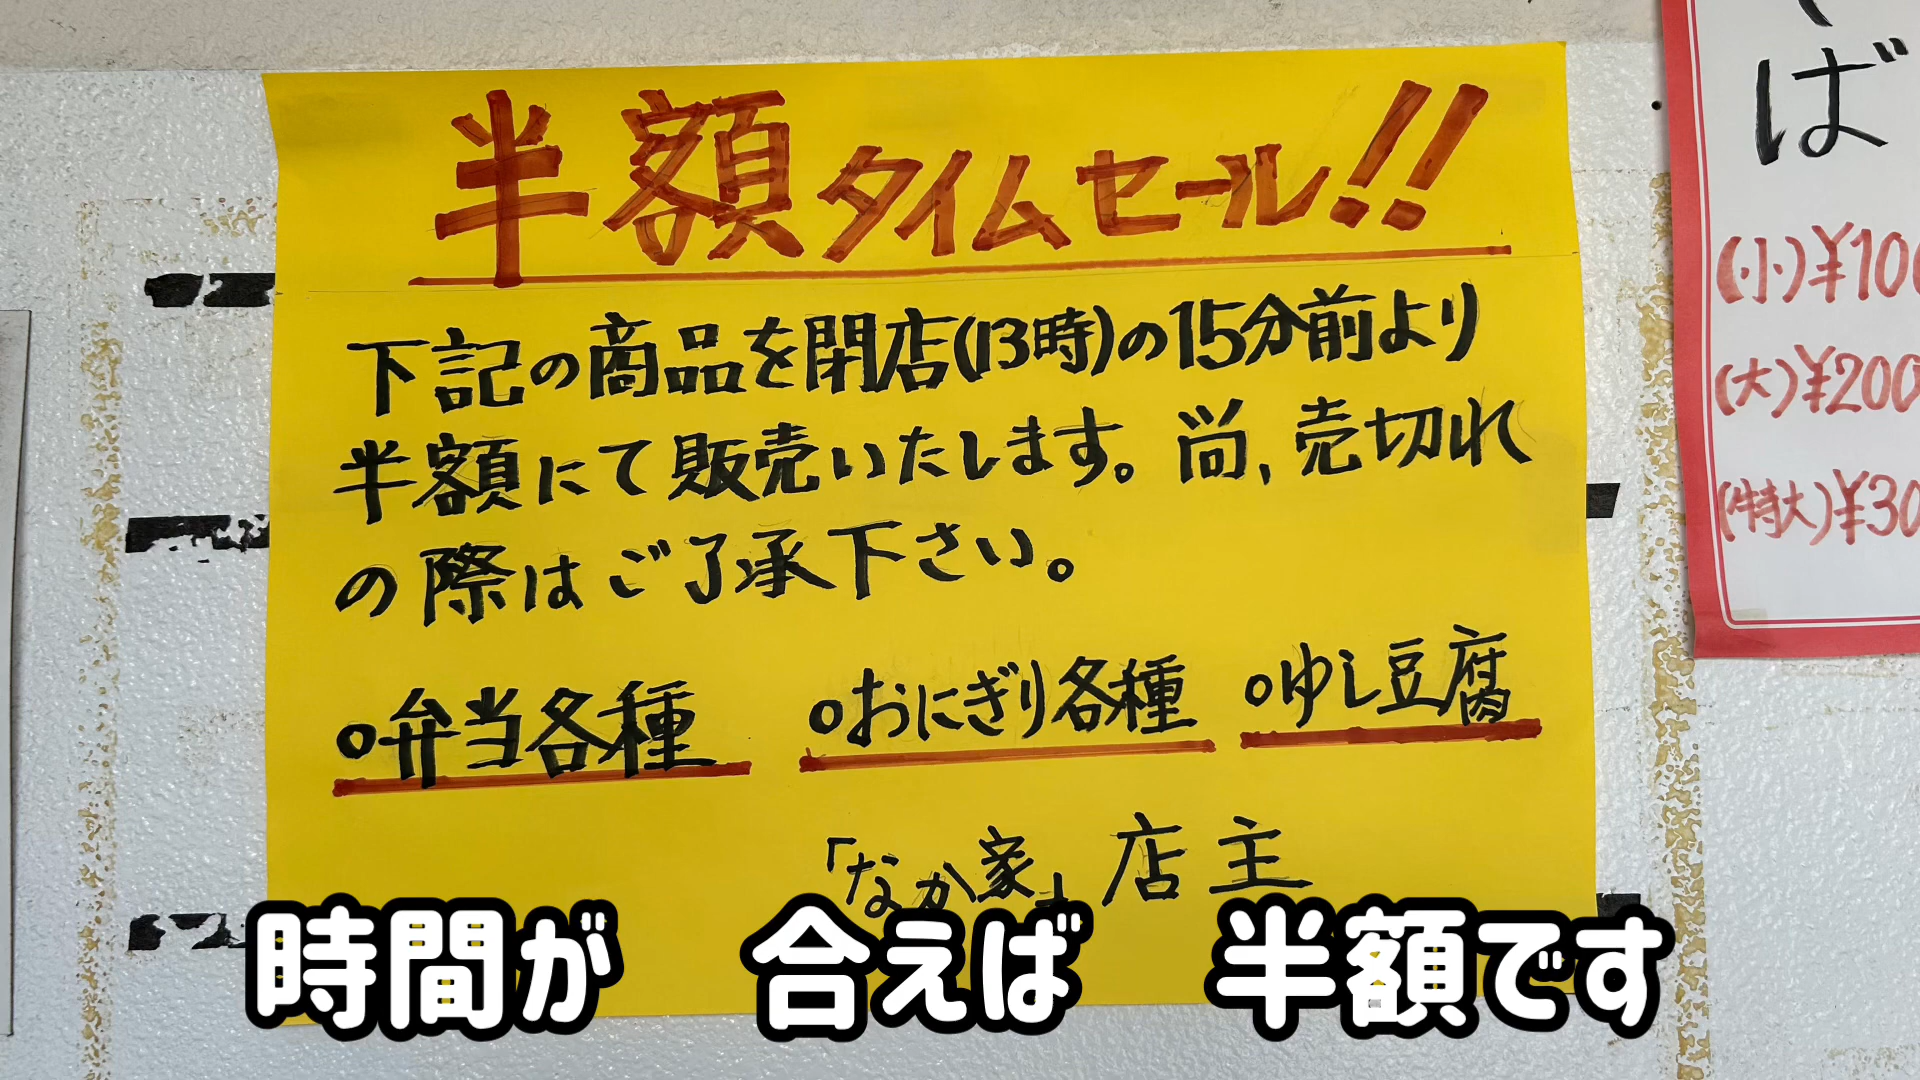 半額タイムセール!!
下記の商品を閉店(13時)の15分前より
半額にて販売いたします。尚、売切れ
の際はご了承下さい。
○弁当各種
○おにぎり各種
○ゆし豆腐
「なか家」店主
ば
(小)¥100
(大)¥200
(特大)¥30
時間が 合えば 半額です